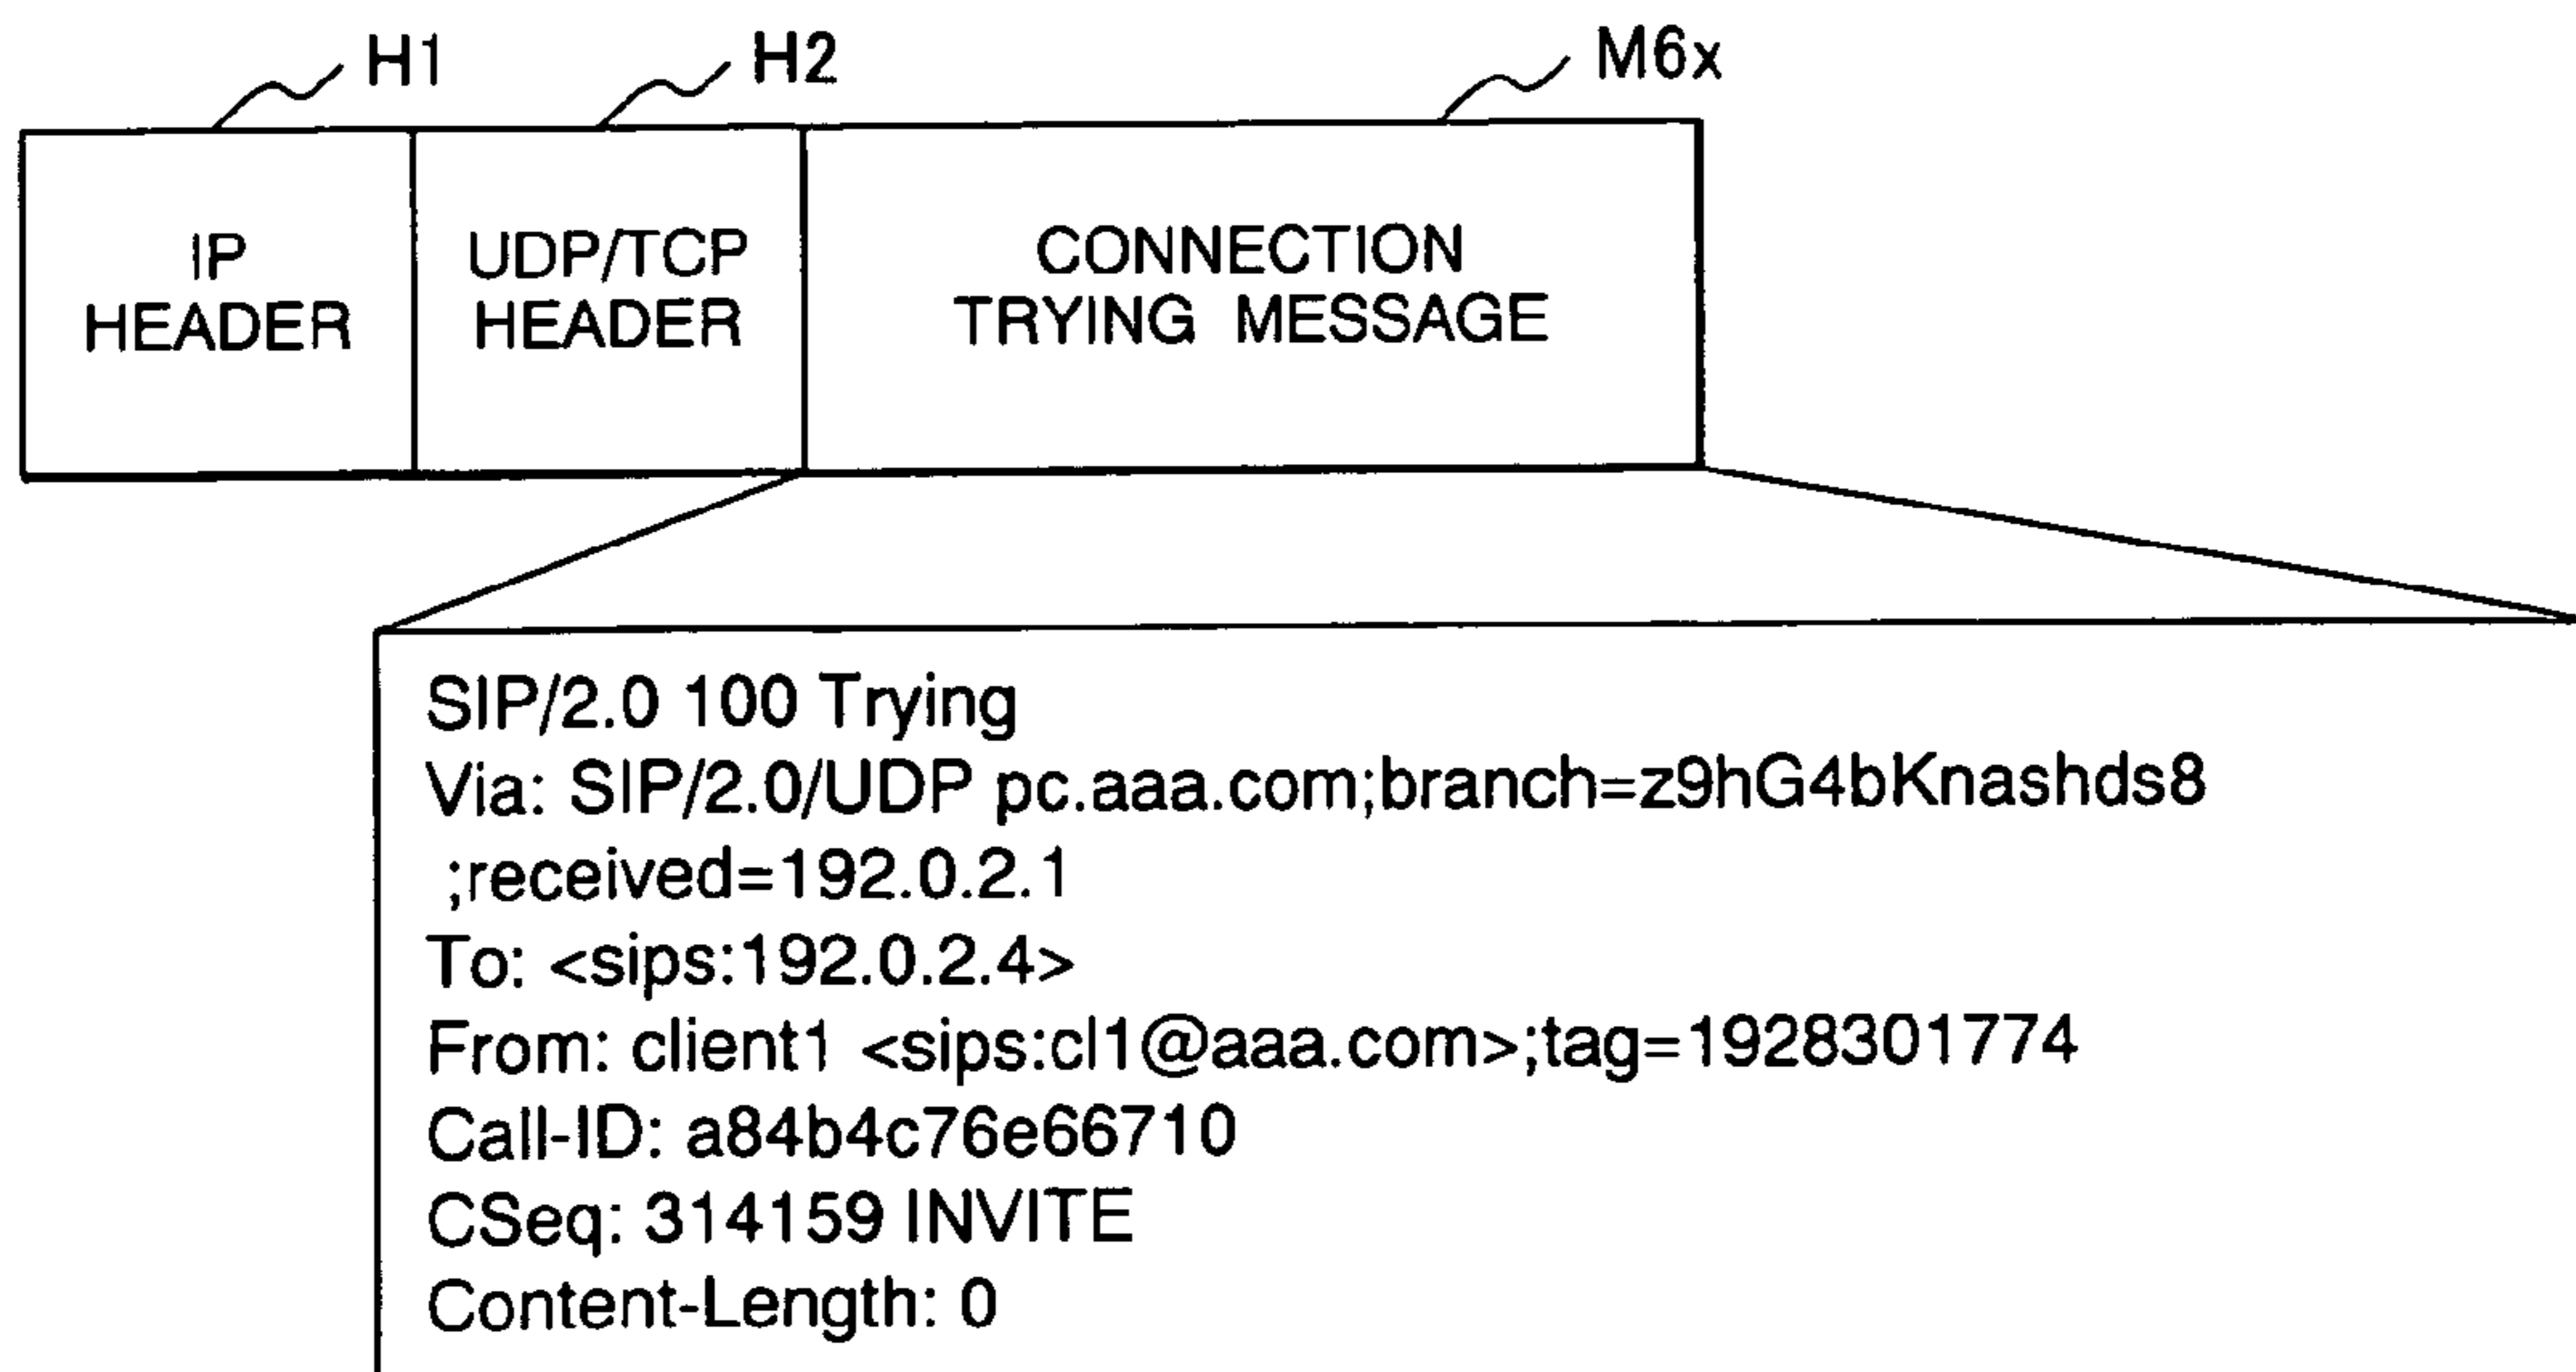 H1
H2
M6x
IP
HEADER
UDP/TCP
HEADER
CONNECTION
TRYING MESSAGE
SIP/2.0 100 Trying
Via: SIP/2.0/UDP pc.aaa.com;branch=z9hG4bKnashds8
;received=192.0.2.1
To: <sips:192.0.2.4>
From: client1 <sips:cl1@aaa.com>;tag=1928301774
Call-ID: a84b4c76e66710
CSeq: 314159 INVITE
Content-Length: 0